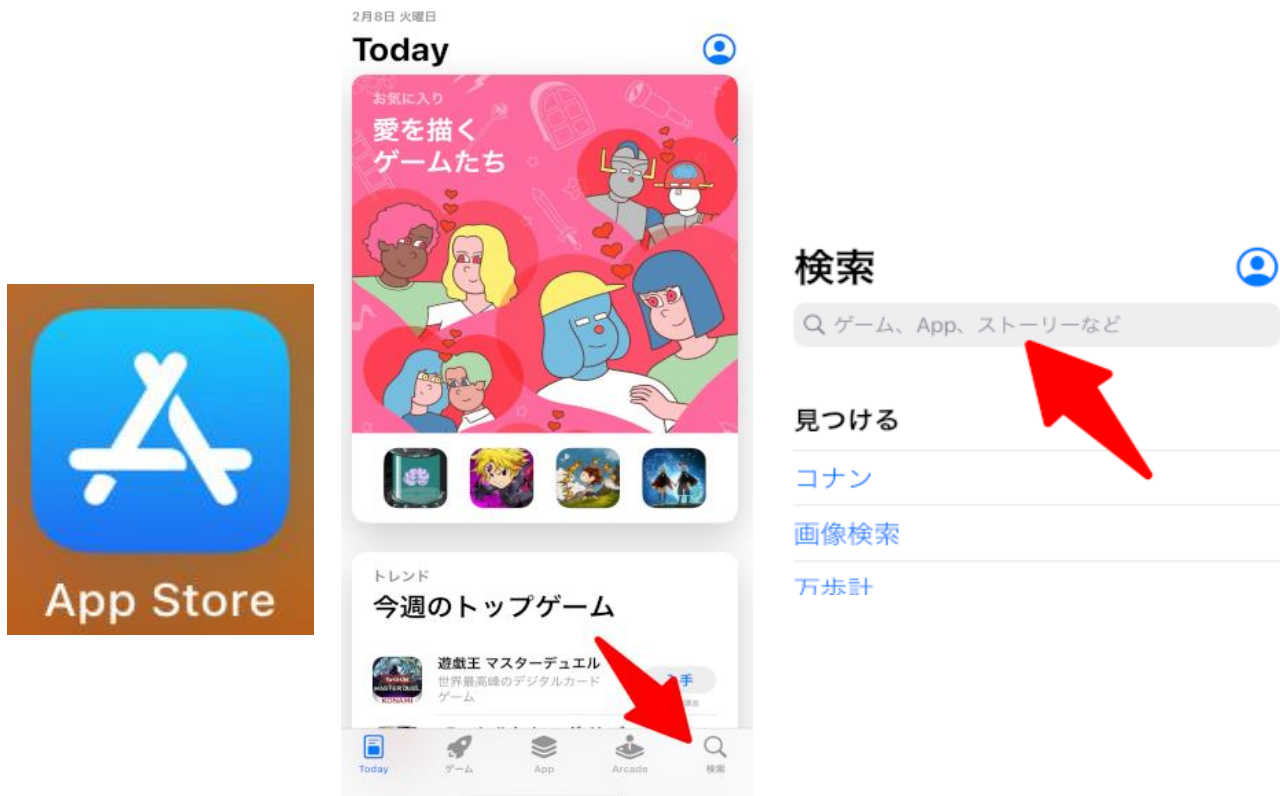 App Store
2月8日 火曜日
Today
お気に入り
愛を描く
ゲームたち
トレンド
今週のトップゲーム
遊戯王 マスターデュエル
世界最高峰のデジタルカード
ゲーム
手
MASTER DUEL
KONAMI
Today
ゲーム
App
Arcade
検索
検索
ゲーム、App、ストーリーなど
見つける
コナン
画像検索
万歩計